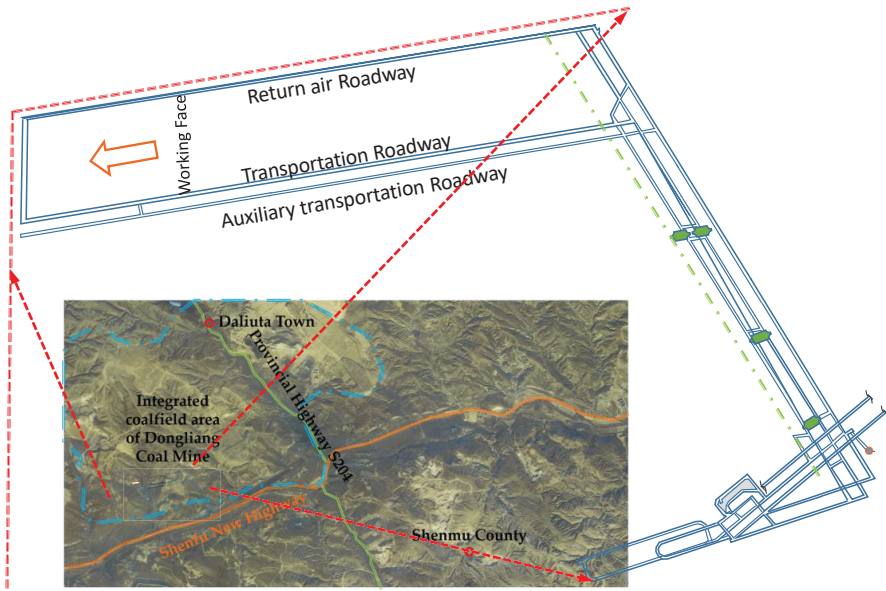 Return air Roadway
Working Face
Transportation Roadway
Auxiliary transportation Roadway
Daliuta Town
Provincial Highway S204
Integrated
coalfield area
of Dongliang
Coal Mine
Shenfu New Highway
Shenmu County